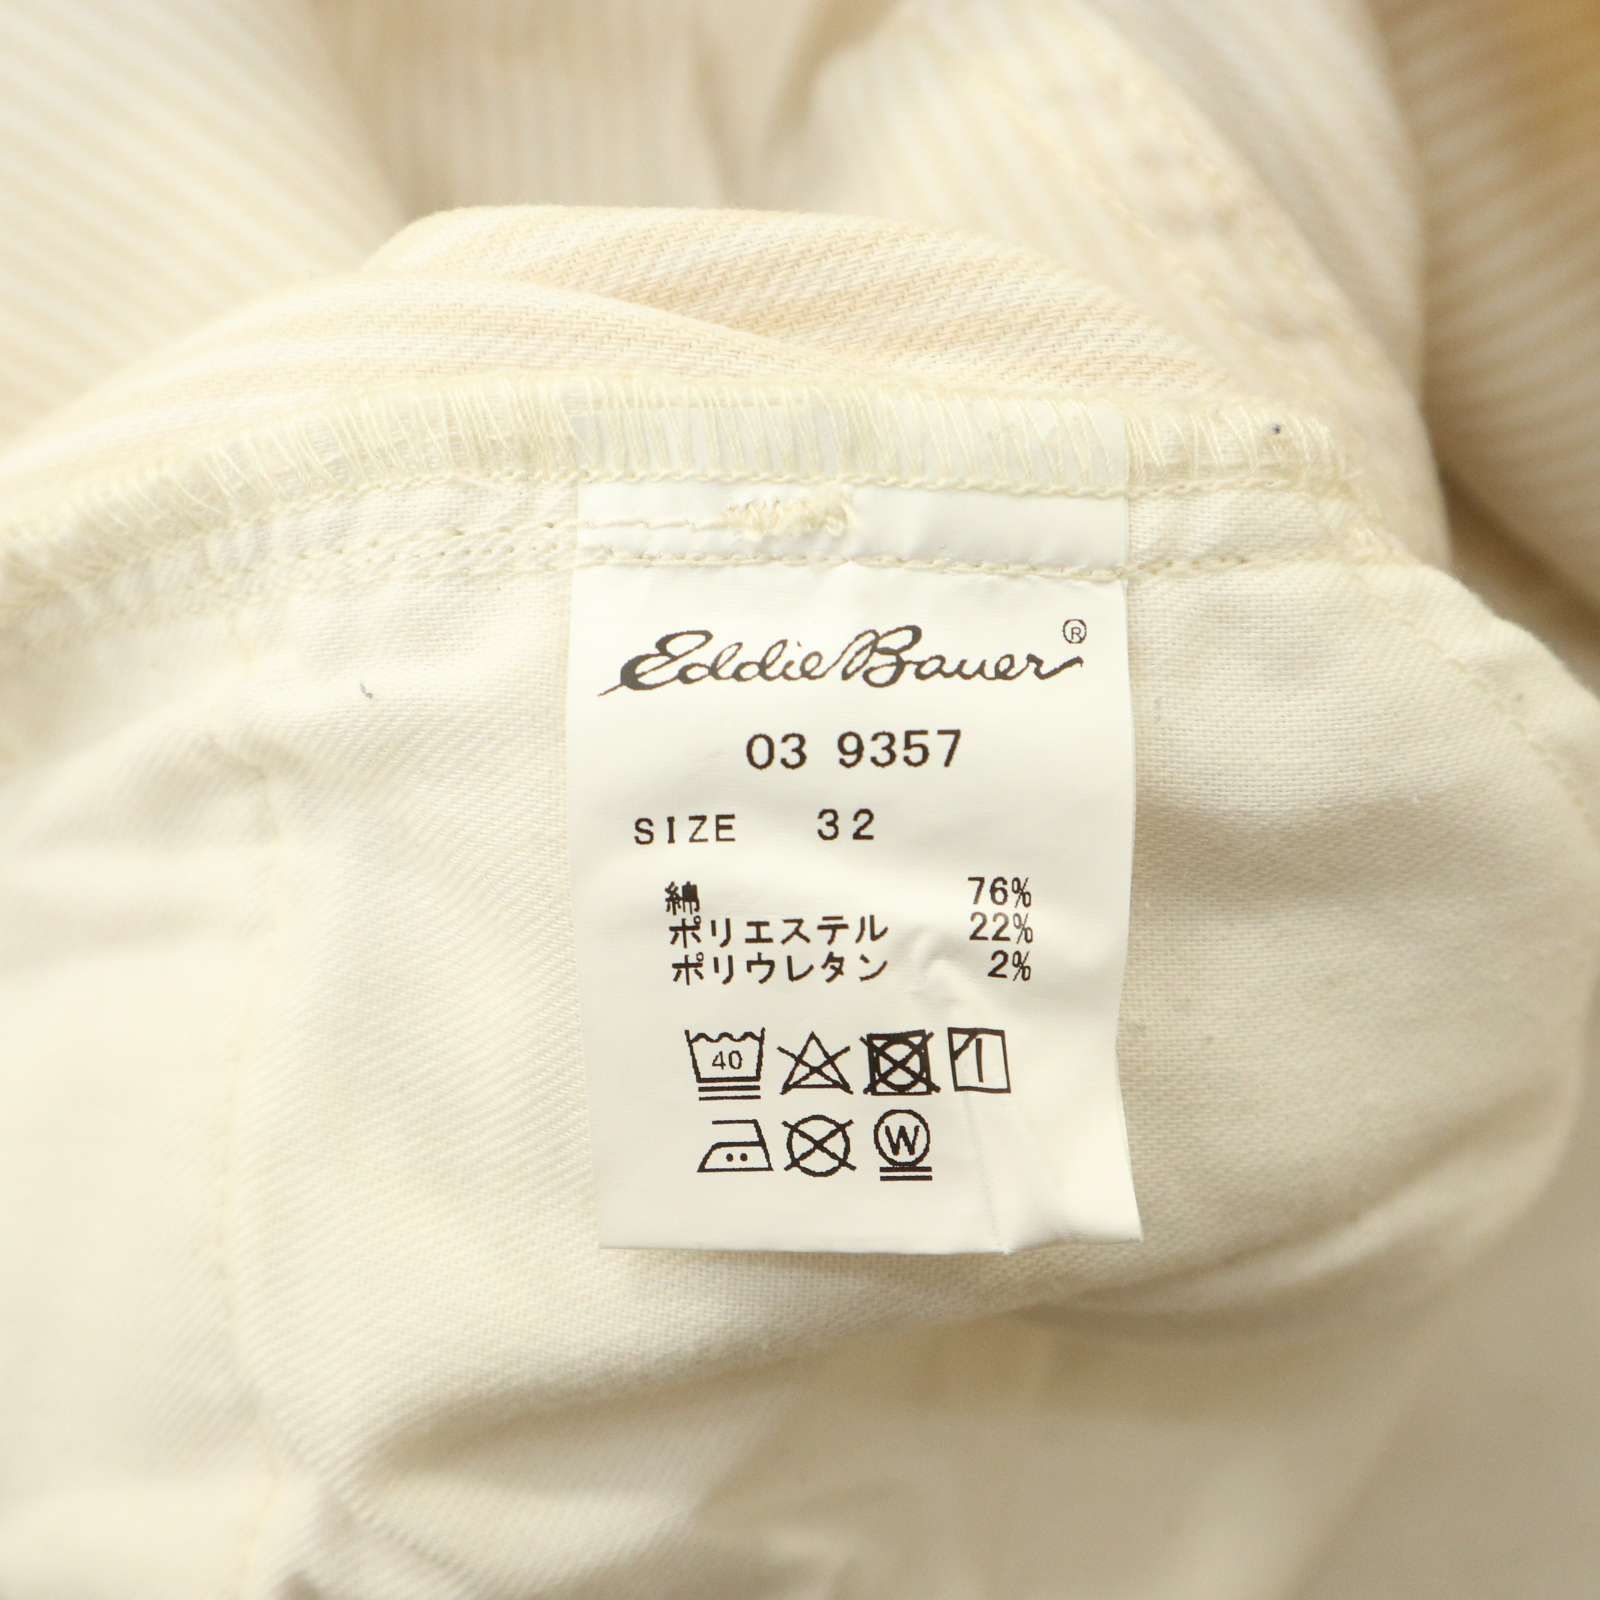 Eddie Bauer ®
03 9357
SIZE 32
綿 76%
ポリエステル 22%
ポリウレタン 2%
40
W